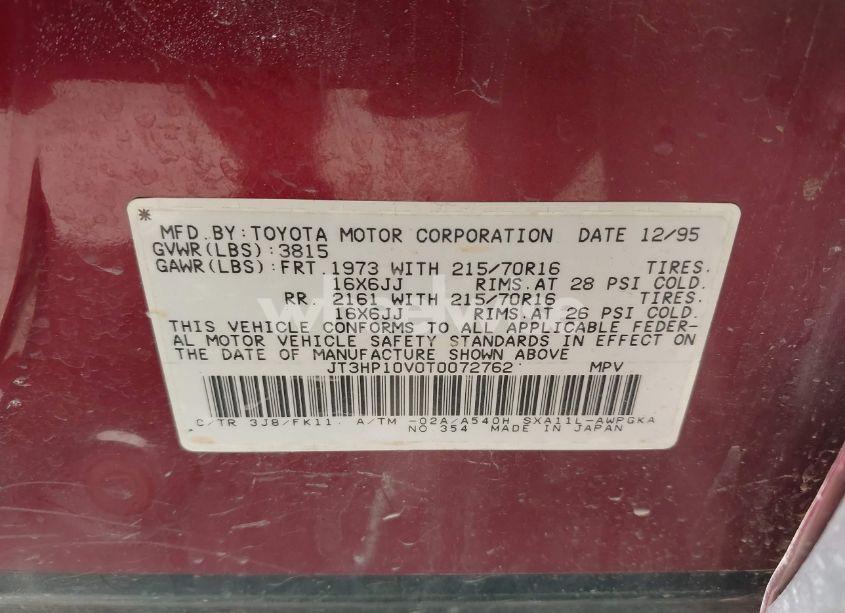 *
MFD.BY:TOYOTA MOTOR CORPORATION DATE 12/95
GVWR(LBS):3815
GAWR(LBS):FRT.1973 WITH 215/70R16 TIRES.
16X6JJ RIMS.AT 28 PSI COLD.
RR. 2161 WITH 215/70R16 TIRES.
16X6JJ RIMS.AT 26 PSI COLD.
THIS VEHICLE CONFORMS TO ALL APPLICABLE FEDER-
AL MOTOR VEHICLE SAFETY STANDARDS IN EFFECT ON
THE DATE OF MANUFACTURE SHOWN ABOVE
JT3HP10V0T0072762 MPV
C/TR 3J8/FK11. A/TM -02A/A540H SXA11L-AWPGKA
NO 354 MADE IN JAPAN